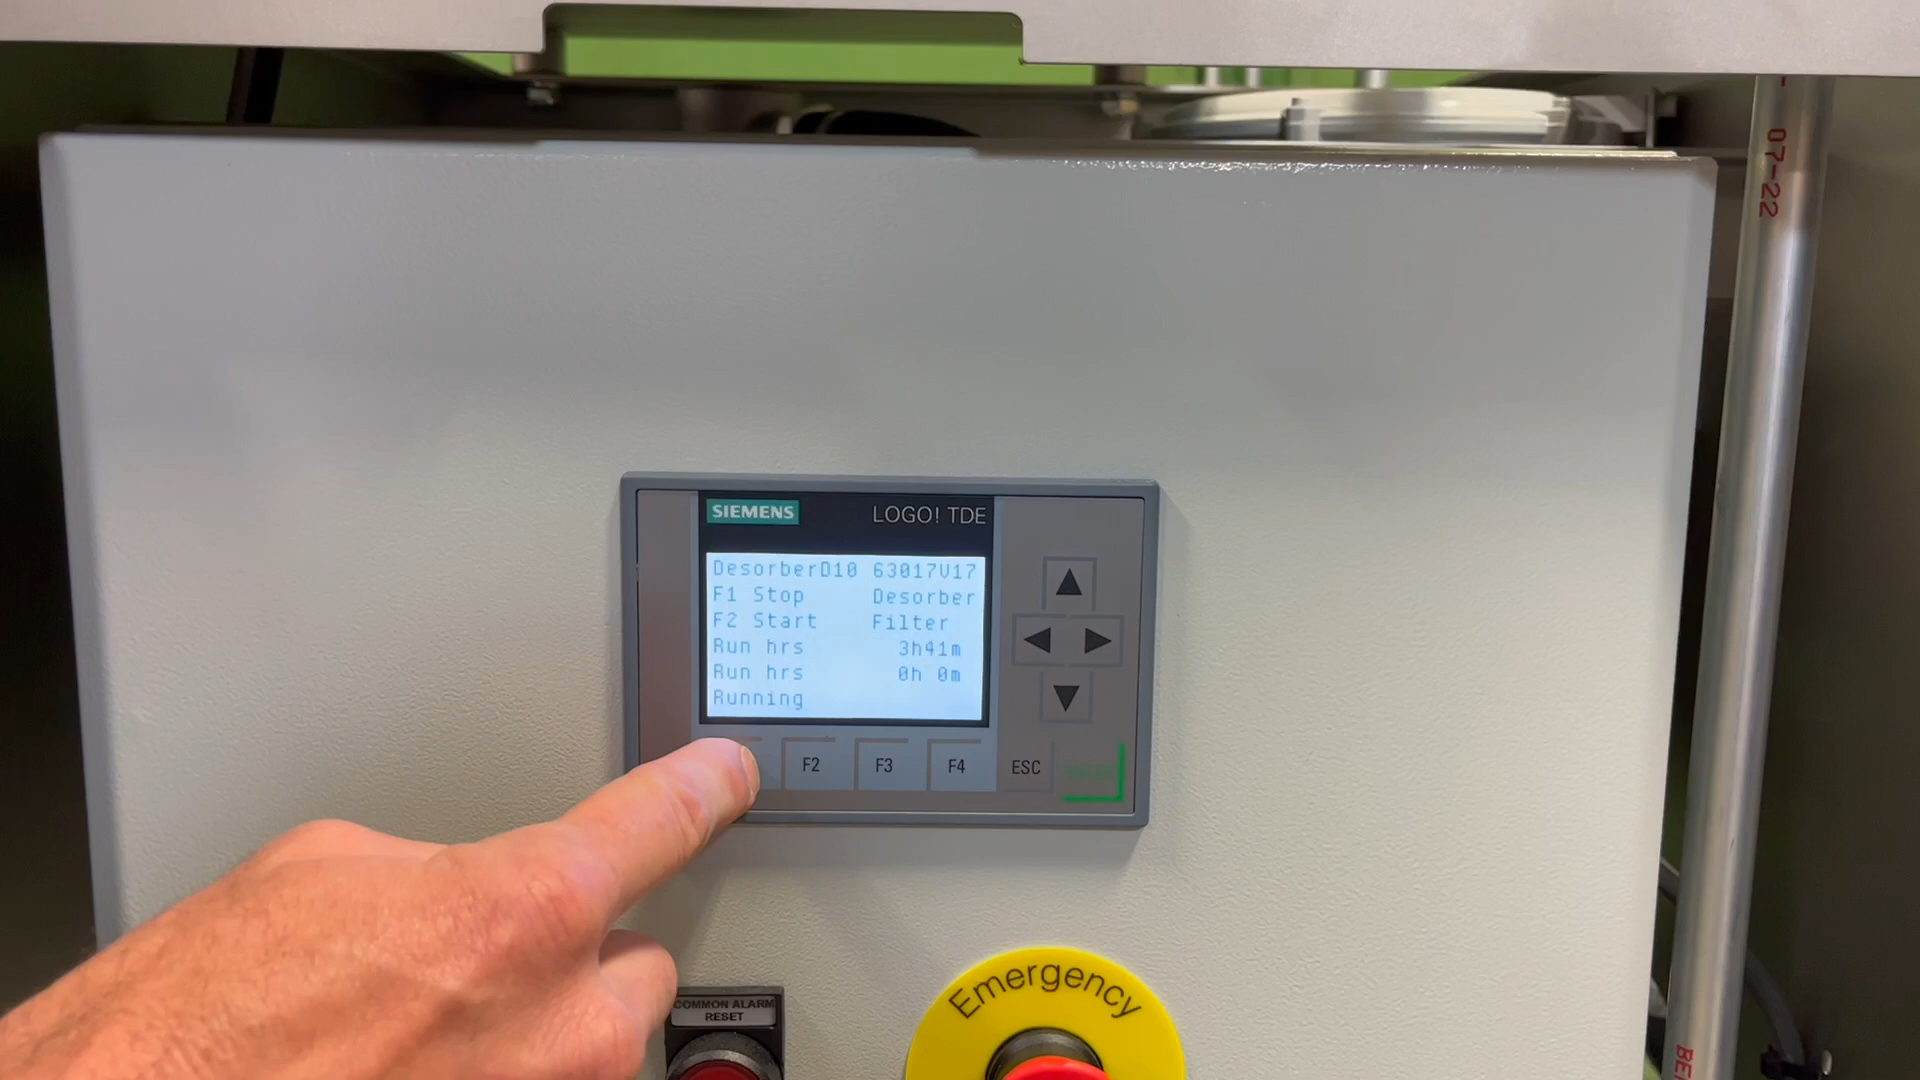 07-22
SIEMENS
LOGO! TDE
DesorberD10 63017V17
F1 Stop Desorber
F2 Start Filter
Run hrs 3h41m
Run hrs 0h 0m
Running
F2
F3
F4
ESC
COMMON ALARM
RESET
Emergency